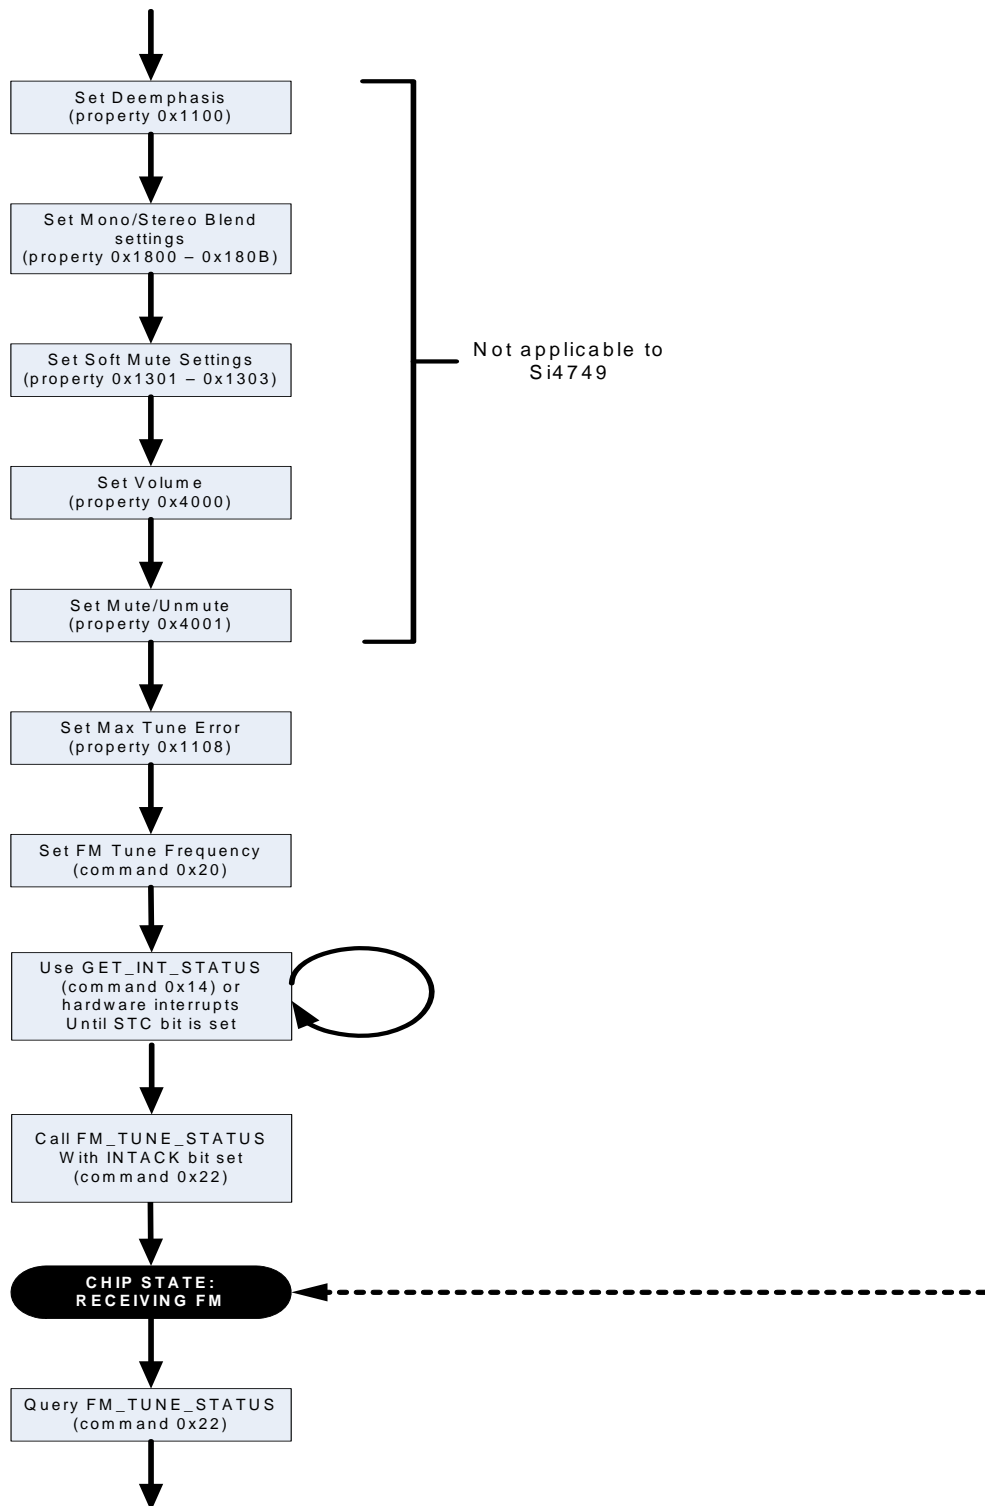 Set Deemphasis
(property 0x1100)
Set Mono/Stereo Blend
settings
(property 0x1800 – 0x180B)
Set Soft Mute Settings
(property 0x1301 – 0x1303)
Not applicable to
Si4749
Set Volume
(property 0x4000)
Set Mute/Unmute
(property 0x4001)
Set Max Tune Error
(property 0x1108)
Set FM Tune Frequency
(command 0x20)
Use GET_INT_STATUS
(command 0x14) or
hardware interrupts
Until STC bit is set
Call FM_TUNE_STATUS
With INTACK bit set
(command 0x22)
CHIP STATE:
RECEIVING FM
Query FM_TUNE_STATUS
(command 0x22)